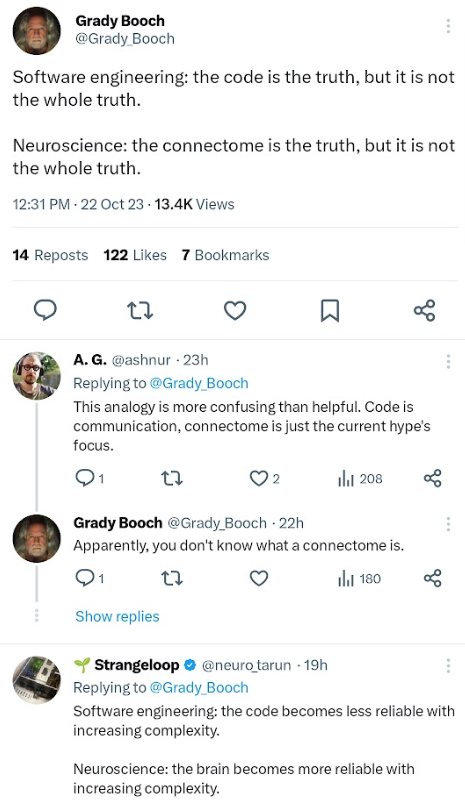 Grady Booch
@Grady_Booch
Software engineering: the code is the truth, but it is not
the whole truth.
Neuroscience: the connectome is the truth, but it is not
the whole truth.
12:31 PM · 22 Oct 23 · 13.4K Views
14 Reposts 122 Likes 7 Bookmarks
A. G. @ashnur · 23h
Replying to @Grady_Booch
This analogy is more confusing than helpful. Code is
communication, connectome is just the current hype's
focus.
1 2 208
Grady Booch @Grady_Booch · 22h
Apparently, you don't know what a connectome is.
1 180
Show replies
🌱 Strangeloop @neuro_tarun · 19h
Replying to @Grady_Booch
Software engineering: the code becomes less reliable with
increasing complexity.
Neuroscience: the brain becomes more reliable with
increasing complexity.